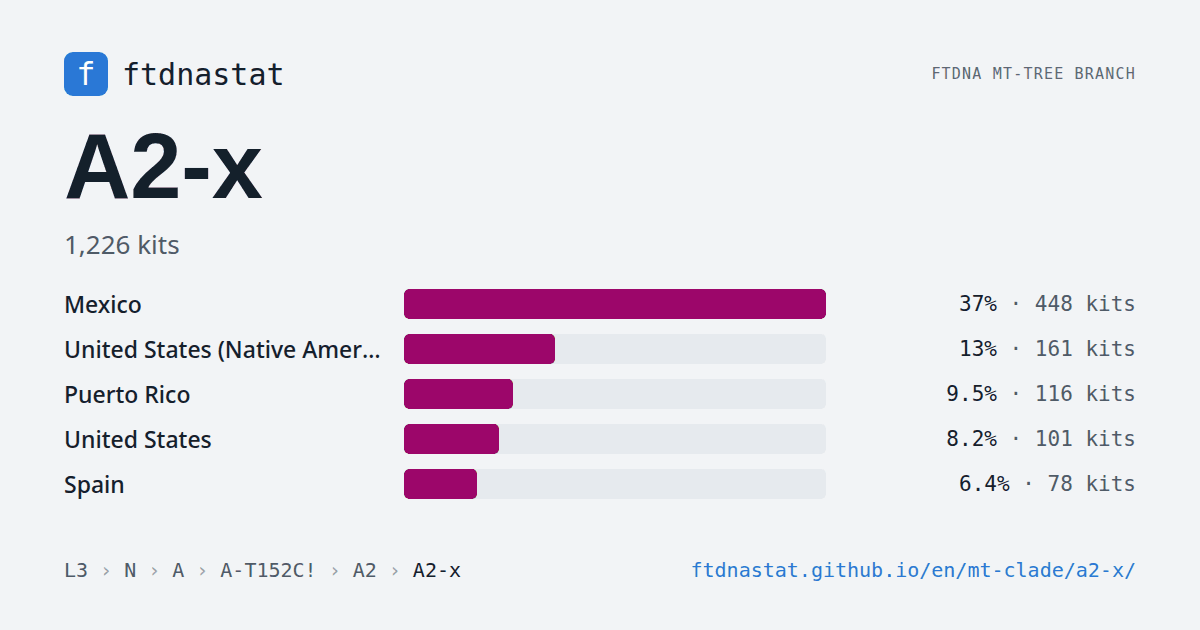 f ftdnastat
FTDNA MT-TREE BRANCH
A2-x
1,226 kits
Mexico 37% · 448 kits
United States (Native Amer... 13% · 161 kits
Puerto Rico 9.5% · 116 kits
United States 8.2% · 101 kits
Spain 6.4% · 78 kits
L3 › N › A › A-T152C! › A2 › A2-x
ftdnastat.github.io/en/mt-clade/a2-x/